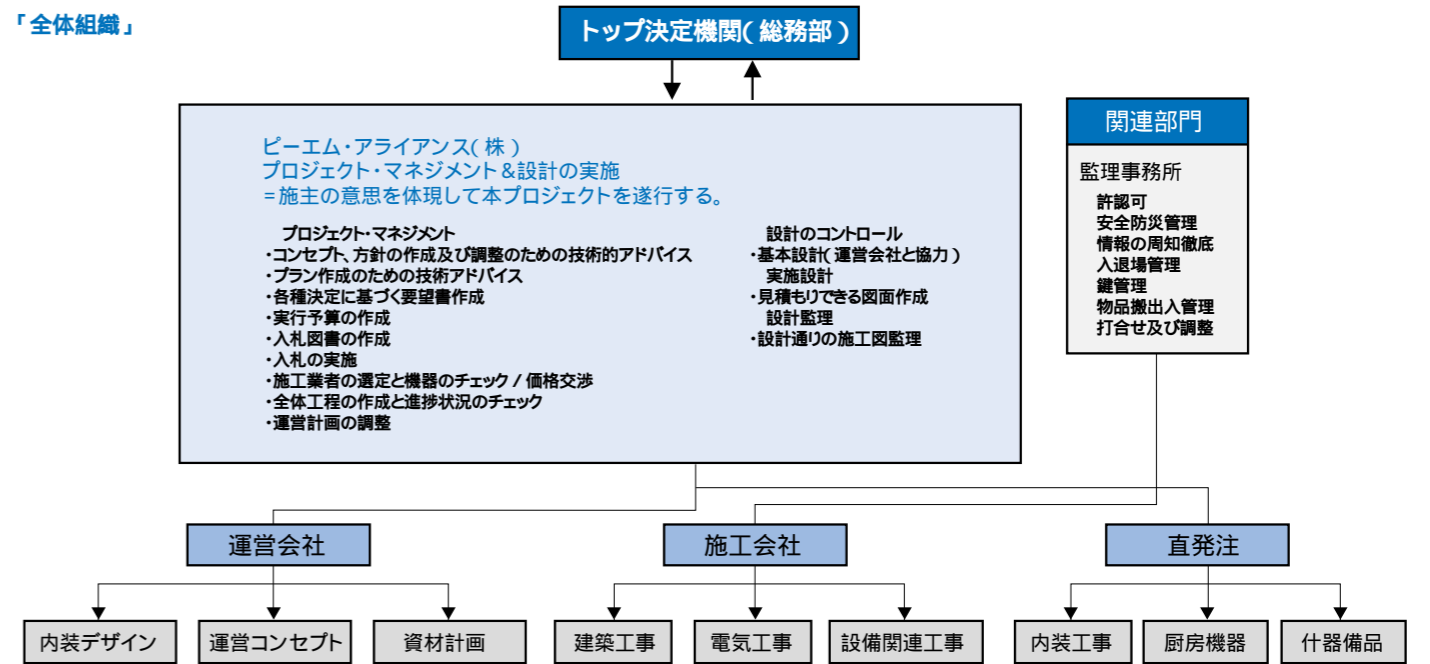 「全体組織」
トップ決定機関(総務部)
ピーエム・アライアンス(株)
プロジェクト・マネジメント&設計の実施
=施主の意思を体現して本プロジェクトを遂行する。
プロジェクト・マネジメント
・コンセプト、方針の作成及び調整のための技術的アドバイス
・プラン作成のための技術アドバイス
・各種決定に基づく要望書作成
・実行予算の作成
・入札図書の作成
・入札の実施
・施工業者の選定と機器のチェック/価格交渉
・全体工程の作成と進捗状況のチェック
・運営計画の調整
設計のコントロール
・基本設計(運営会社と協力)
実施設計
・見積もりできる図面作成
設計監理
・設計通りの施工図監理
関連部門
監理事務所
許認可
安全防災管理
情報の周知徹底
入退場管理
鍵管理
物品搬出入管理
打合せ及び調整
運営会社
施工会社
直発注
内装デザイン
運営コンセプト
資材計画
建築工事
電気工事
設備関連工事
内装工事
厨房機器
什器備品